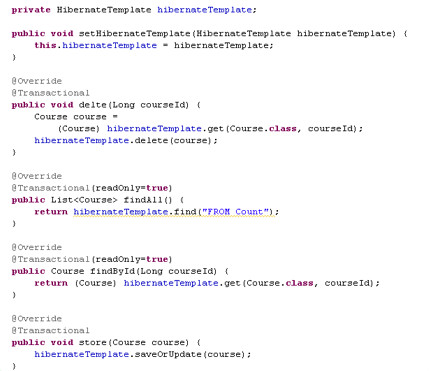 private HibernateTemplate hibernateTemplate;
public void setHibernateTemplate(HibernateTemplate hibernateTemplate) {
this.hibernateTemplate = hibernateTemplate;
}
@Override
@Transactional
public void delte(Long courseId) {
Course course =
(Course) hibernateTemplate.get(Course.class, courseId);
hibernateTemplate.delete(course);
}
@Override
@Transactional(readOnly=true)
public List<Course> findAll() {
return hibernateTemplate.find("FROM Count");
}
@Override
@Transactional(readOnly=true)
public Course findById(Long courseId) {
return (Course) hibernateTemplate.get(Course.class, courseId);
}
@Override
@Transactional
public void store(Course course) {
hibernateTemplate.saveOrUpdate(course);
}